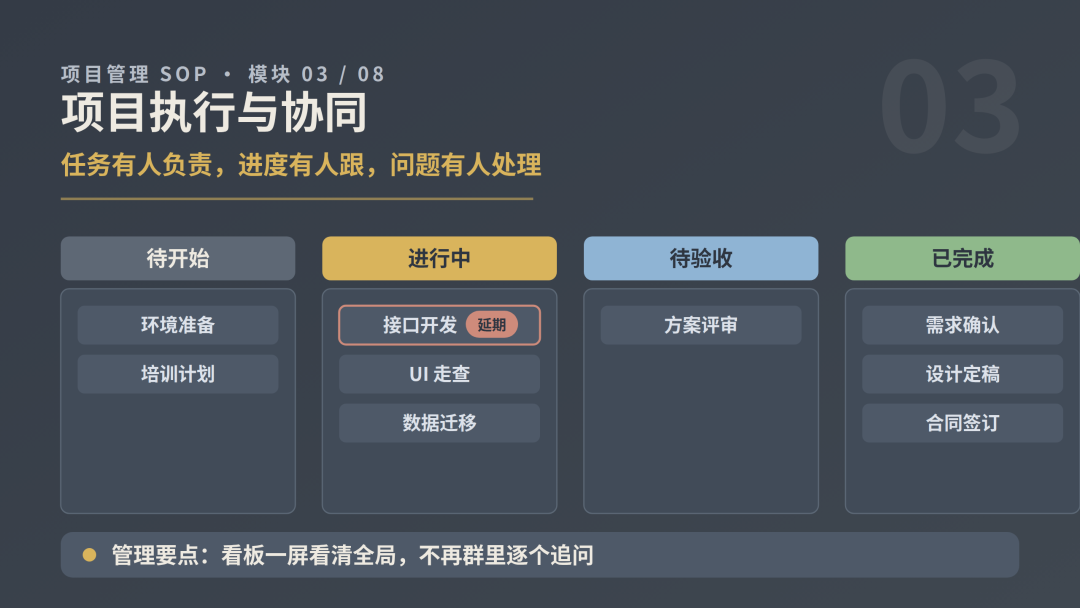 项目管理 SOP · 模块 03 / 08
03
项目执行与协同
任务有人负责，进度有人跟，问题有人处理
待开始
环境准备
培训计划
进行中
接口开发 延期
UI 走查
数据迁移
待验收
方案评审
已完成
需求确认
设计定稿
合同签订
管理要点：看板一屏看清全局，不再群里逐个追问